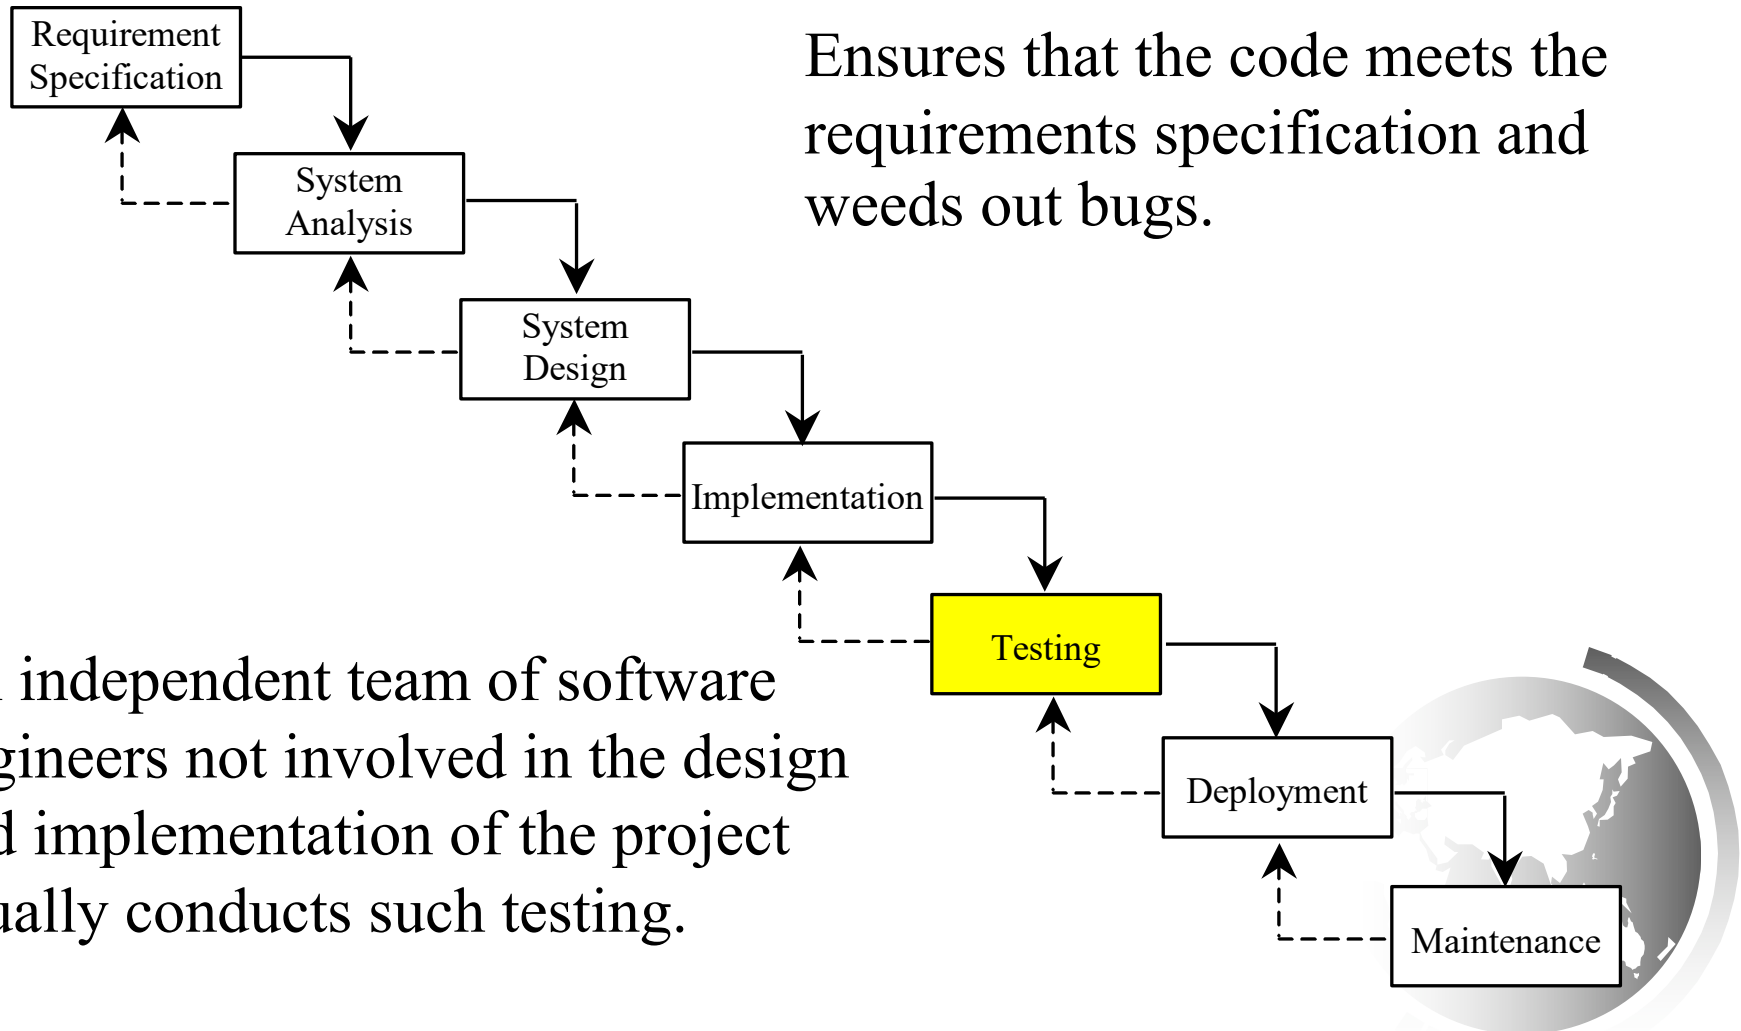 Requirement
Specification
Ensures that the code meets the
requirements specification and
weeds out bugs.
System
Analysis
System
Design
Implementation
Testing
independent team of software
gineers not involved in the design
d implementation of the project
ually conducts such testing.
Deployment
Maintenance